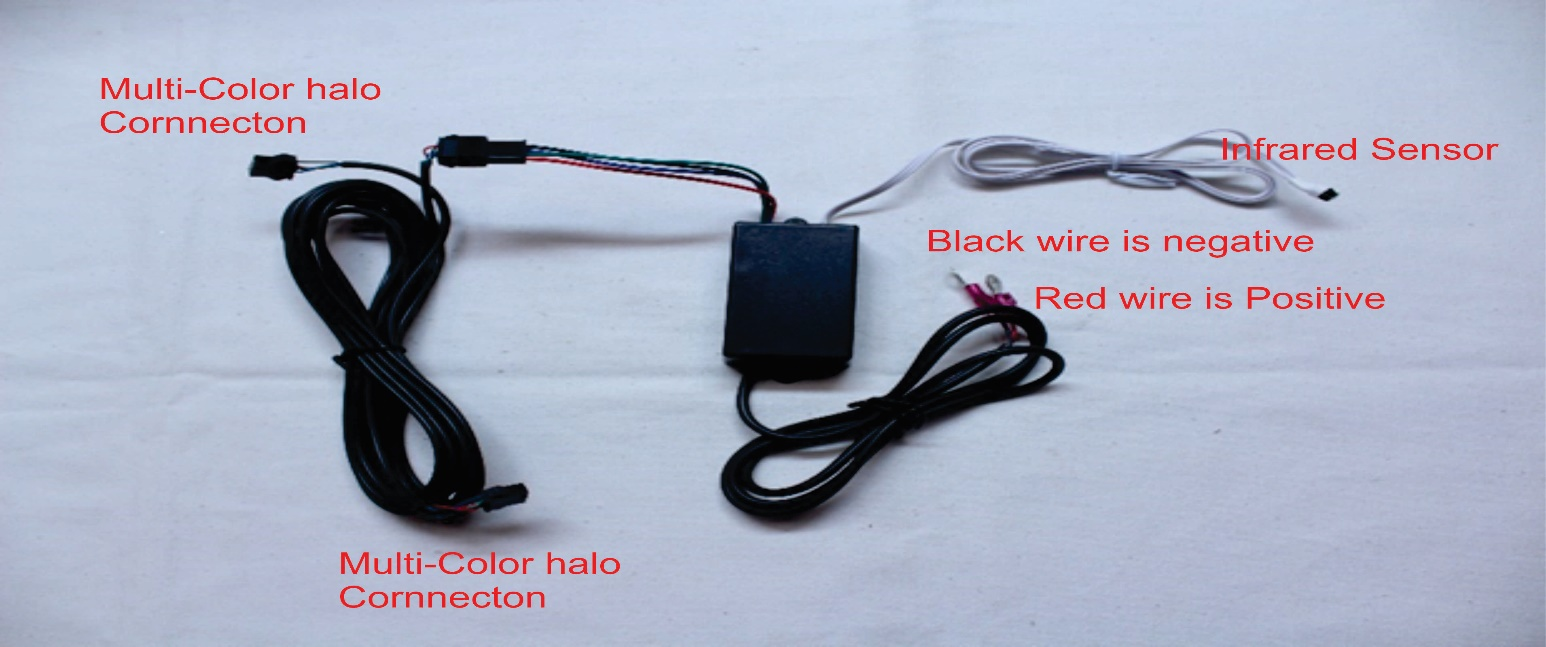 Multi-Color halo
Cornnecton
Infrared Sensor
Black wire is negative
Red wire is Positive
Multi-Color halo
Cornnecton